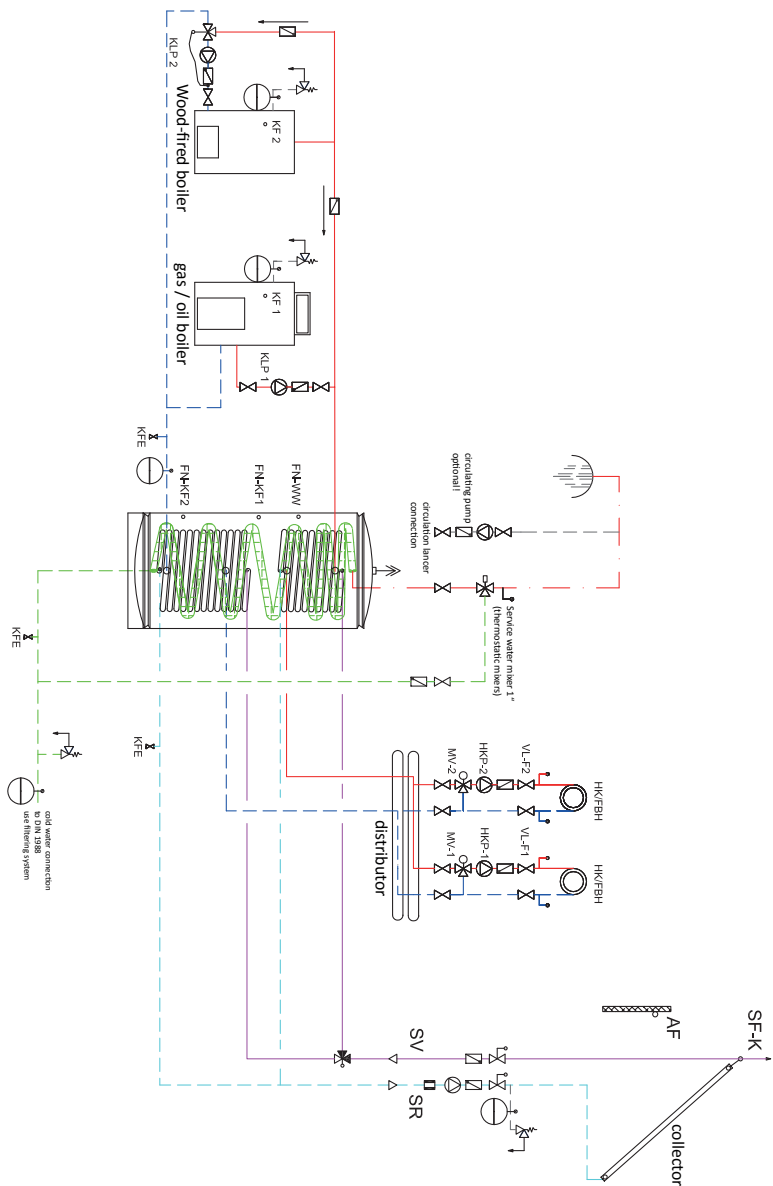 KLP 2
Wood-fired boiler
KF 2
gas / oil boiler
KF 1
KLP 1
KFE
FN-KF2
FN-KF1
FN-WW
circulating pump
optional!
circulation lancer
connection
Service water mixer 1"
(thermostatic mixers)
KFE
KFE
cold water connection
to DIN 1988
use filtering system
MV-2
HKP-2
VL-F2
HK/FBH
MV-1
HKP-1
VL-F1
HK/FBH
distributor
AF
SF-K
SV
SR
collector